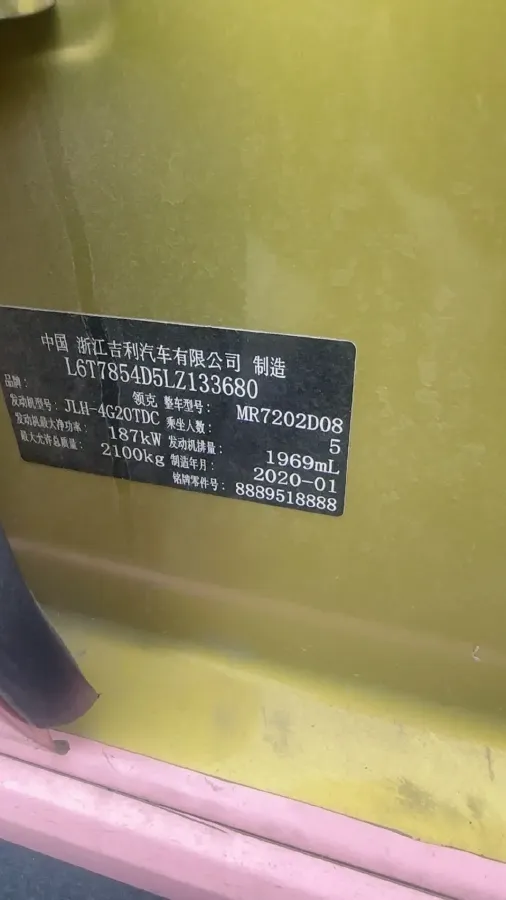 中国 浙江吉利汽车有限公司 制造
L6T7854D5LZ133680
品牌: 领克 整车型号: MR7202D08
发动机型号: JLH-4G20TDC 乘坐人数: 5
发动机最大净功率: 187kW 发动机排量: 1969mL
最大允许总质量: 2100kg 制造年月: 2020-01
铭牌零件号: 8889518888